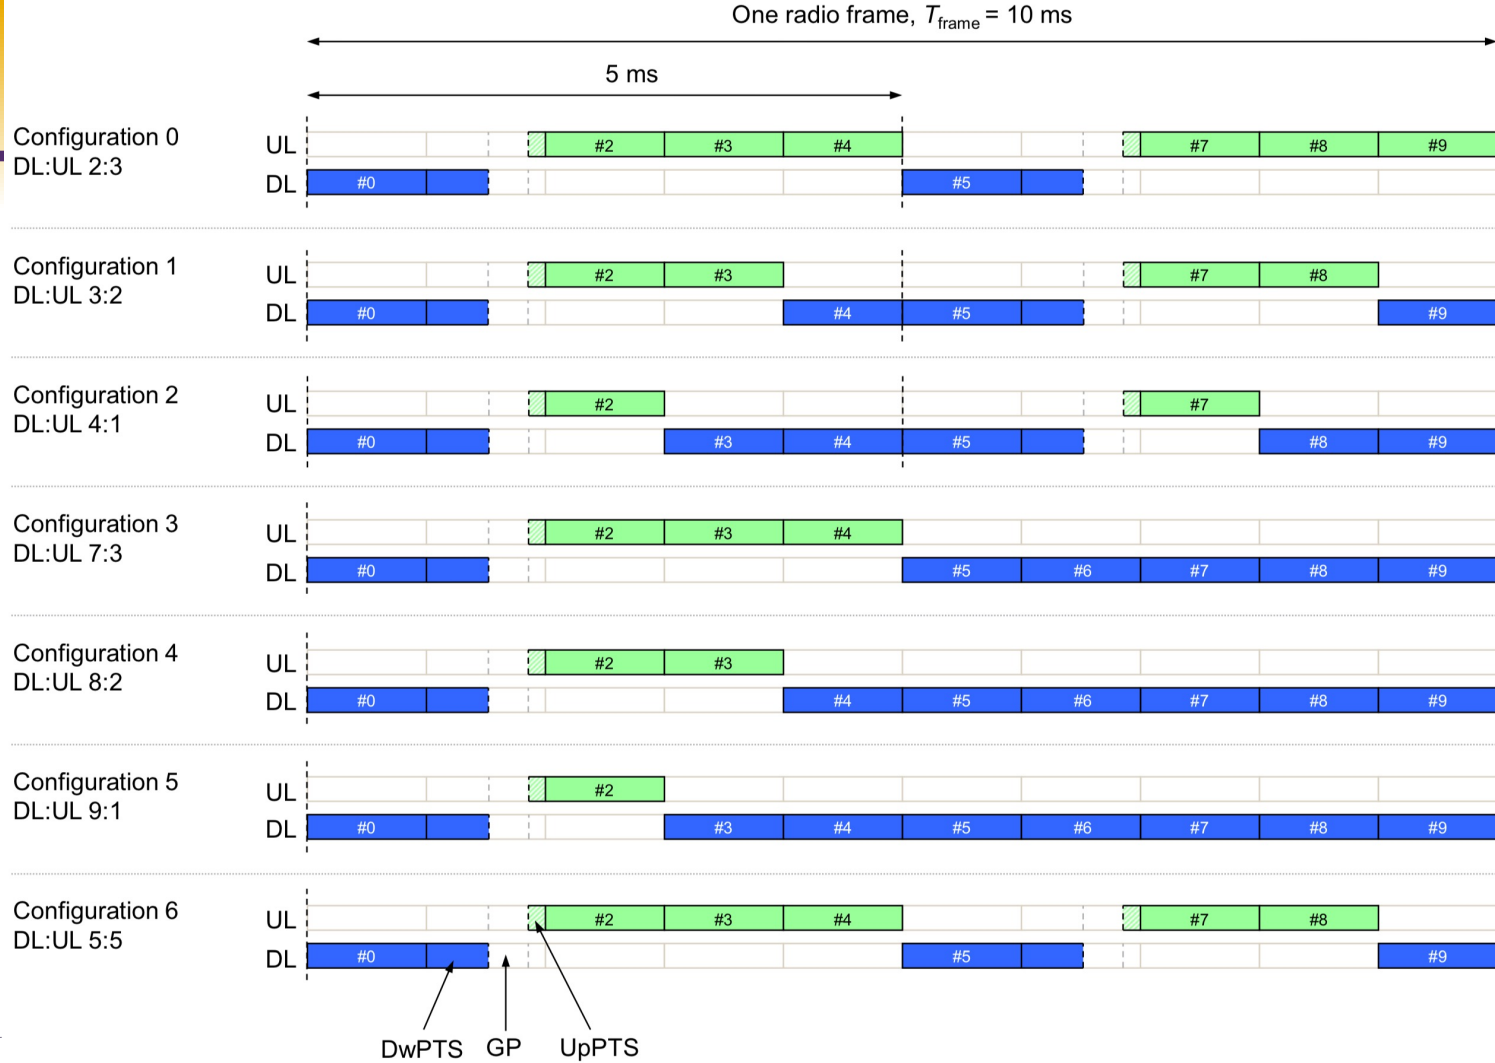 One radio frame, Tframe = 10 ms
5 ms
Configuration 0
DL:UL 2:3
UL #2 #3 #4 #7 #8 #9
DL #0 #5
Configuration 1
DL:UL 3:2
UL #2 #3 #7 #8
DL #0 #4 #5 #9
Configuration 2
DL:UL 4:1
UL #2 #7
DL #0 #3 #4 #5 #8 #9
Configuration 3
DL:UL 7:3
UL #2 #3 #4
DL #0 #5 #6 #7 #8 #9
Configuration 4
DL:UL 8:2
UL #2 #3
DL #0 #4 #5 #6 #7 #8 #9
Configuration 5
DL:UL 9:1
UL #2
DL #0 #3 #4 #5 #6 #7 #8 #9
Configuration 6
DL:UL 5:5
UL #2 #3 #4 #7 #8
DL #0 #5 #9
DwPTS GP UpPTS